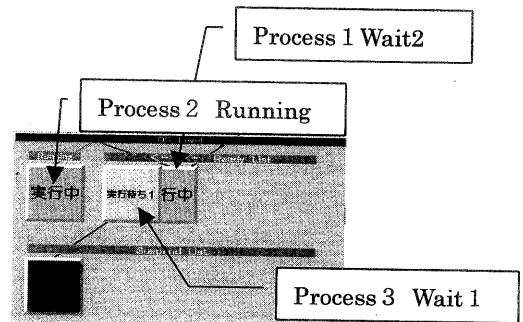 Process 1 Wait2
Process 2 Running
Running
Ready List
実行中
実行待ち1
行中
Suspend List
Process 3 Wait 1